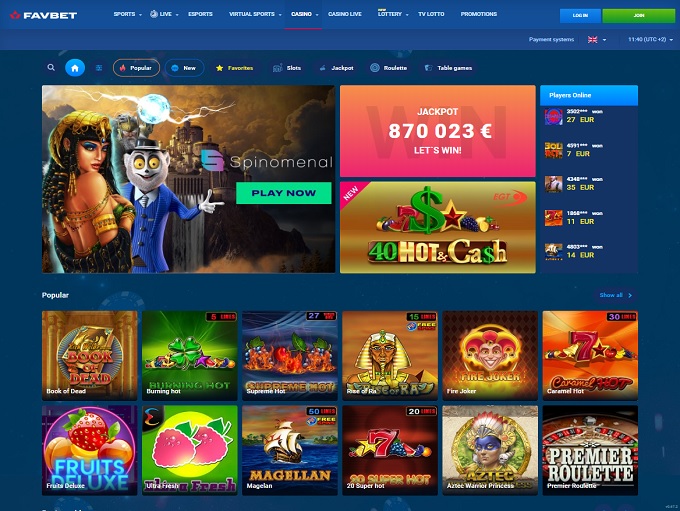 FAVBET
SPORTS LIVE ESPORTS VIRTUAL SPORTS CASINO CASINO LIVE NEW LOTTERY TV LOTTO PROMOTIONS
LOG IN JOIN
Payment systems 11:40 (UTC +2)
Popular New Favorites Slots Jackpot Roulette Table games
Spinomenal
PLAY NOW
WIN
JACKPOT
870 023 €
LET`S WIN!
NEW
EGT
40 HOT & Ca$h
Players Online
3502*** won
27 EUR
4591*** won
7 EUR
4348*** won
35 EUR
1868*** won
11 EUR
4803*** won
14 EUR
Popular
Show all
BOOK OF DEAD
Book of Dead
5 LINES
BURNING HOT
Burning hot
27
SUPREME HOT
Supreme Hot
15 LINES
FREE
RISE OF RA
Rise of Ra
FIRE JOKER
Fire Joker
30 LINES
Caramel HOT
Caramel Hot
FRUITS DELUXE
Fruits Deluxe
Ultra Fresh
Ultra Fresh
50 LINES
FREE
MAGELLAN
Magelan
20 LINES
20 SUPER HOT
20 Super hot
AZTEC
Aztec Warrior Princess
PREMIER
ROULETTE
Premier Roulette